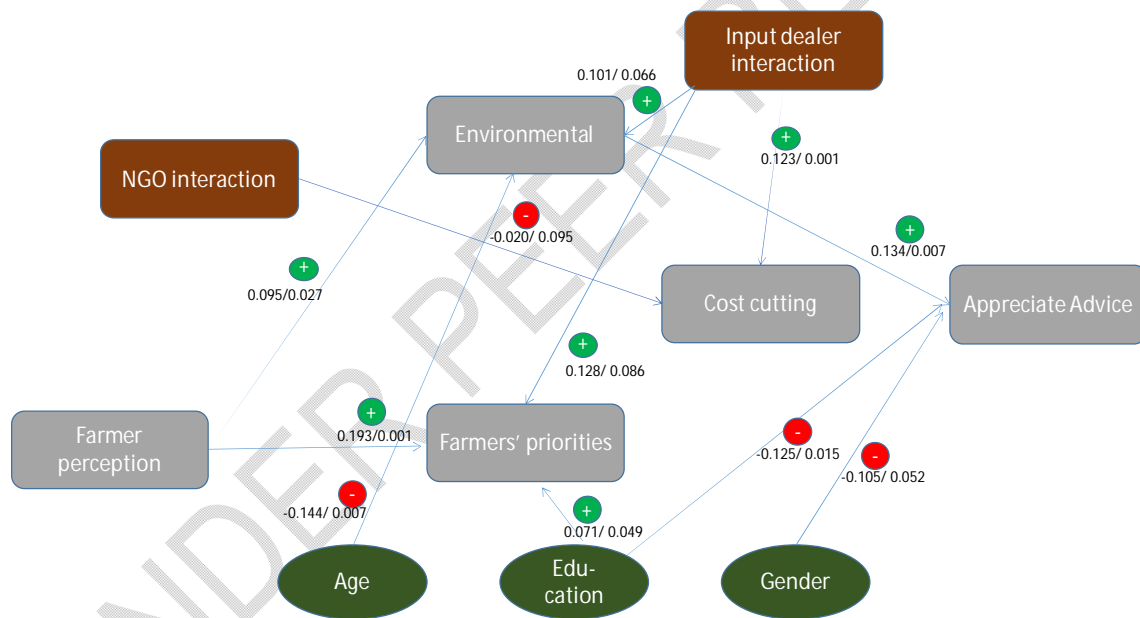 Input dealer
interaction
0.101/ 0.066
+
Environmental
+
0.123/ 0.001
NGO interaction
-
-0.020/ 0.095
+
0.134/0.007
+
0.095/0.027
Cost cutting
Appreciate Advice
+
0.128/ 0.086
Farmer
perception
+
0.193/0.001
Farmers’ priorities
-
-0.125/ 0.015
-
-0.105/ 0.052
-
-0.144/ 0.007
+
0.071/ 0.049
Age
Edu-
cation
Gender
NDER PEER